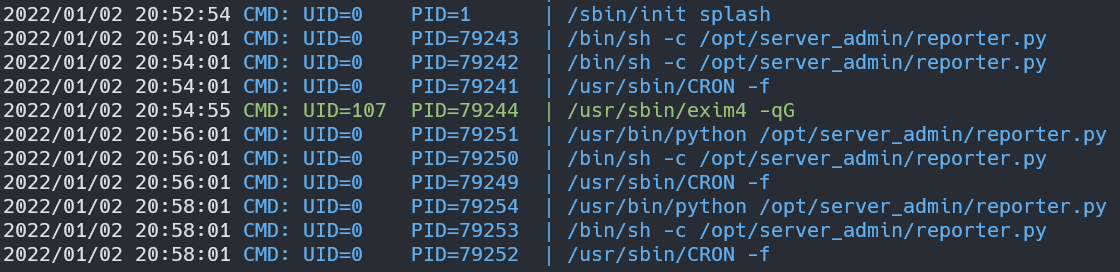 2022/01/02 20:52:54 CMD: UID=0    PID=1      | /sbin/init splash
2022/01/02 20:54:01 CMD: UID=0    PID=79243  | /bin/sh -c /opt/server_admin/reporter.py
2022/01/02 20:54:01 CMD: UID=0    PID=79242  | /bin/sh -c /opt/server_admin/reporter.py
2022/01/02 20:54:01 CMD: UID=0    PID=79241  | /usr/sbin/CRON -f
2022/01/02 20:54:55 CMD: UID=107  PID=79244  | /usr/sbin/exim4 -qG
2022/01/02 20:56:01 CMD: UID=0    PID=79251  | /usr/bin/python /opt/server_admin/reporter.py
2022/01/02 20:56:01 CMD: UID=0    PID=79250  | /bin/sh -c /opt/server_admin/reporter.py
2022/01/02 20:56:01 CMD: UID=0    PID=79249  | /usr/sbin/CRON -f
2022/01/02 20:58:01 CMD: UID=0    PID=79254  | /usr/bin/python /opt/server_admin/reporter.py
2022/01/02 20:58:01 CMD: UID=0    PID=79253  | /bin/sh -c /opt/server_admin/reporter.py
2022/01/02 20:58:01 CMD: UID=0    PID=79252  | /usr/sbin/CRON -f